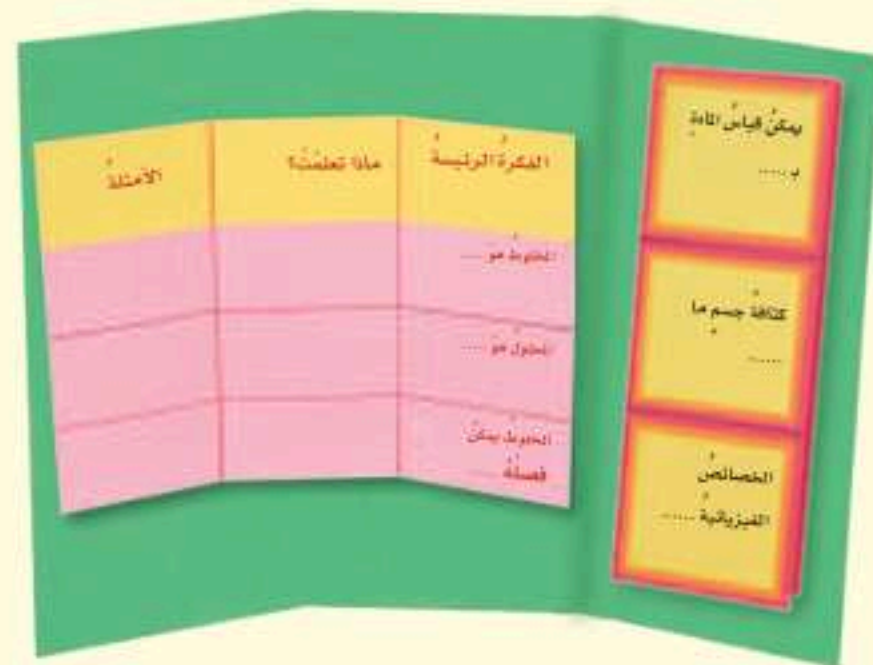 يمكنُ قياسُ المادةِ
بـ .....
كثافةُ جسمٍ ما
......
الخصائصُ
الفيزيائيةُ ......
الفكرةُ الرئيسةُ
ماذا تعلمتُ؟
الأمثلةُ
المخلوطُ هو ....
المحلولُ هو ....
المخلوطُ يمكنُ
فصلُهُ ....